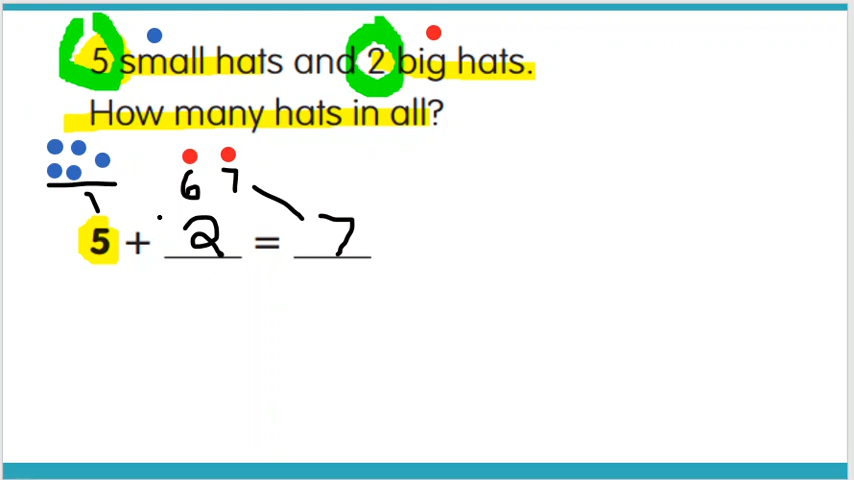 5 small hats and 2 big hats.
How many hats in all?
6 7
5 + 2 = 7